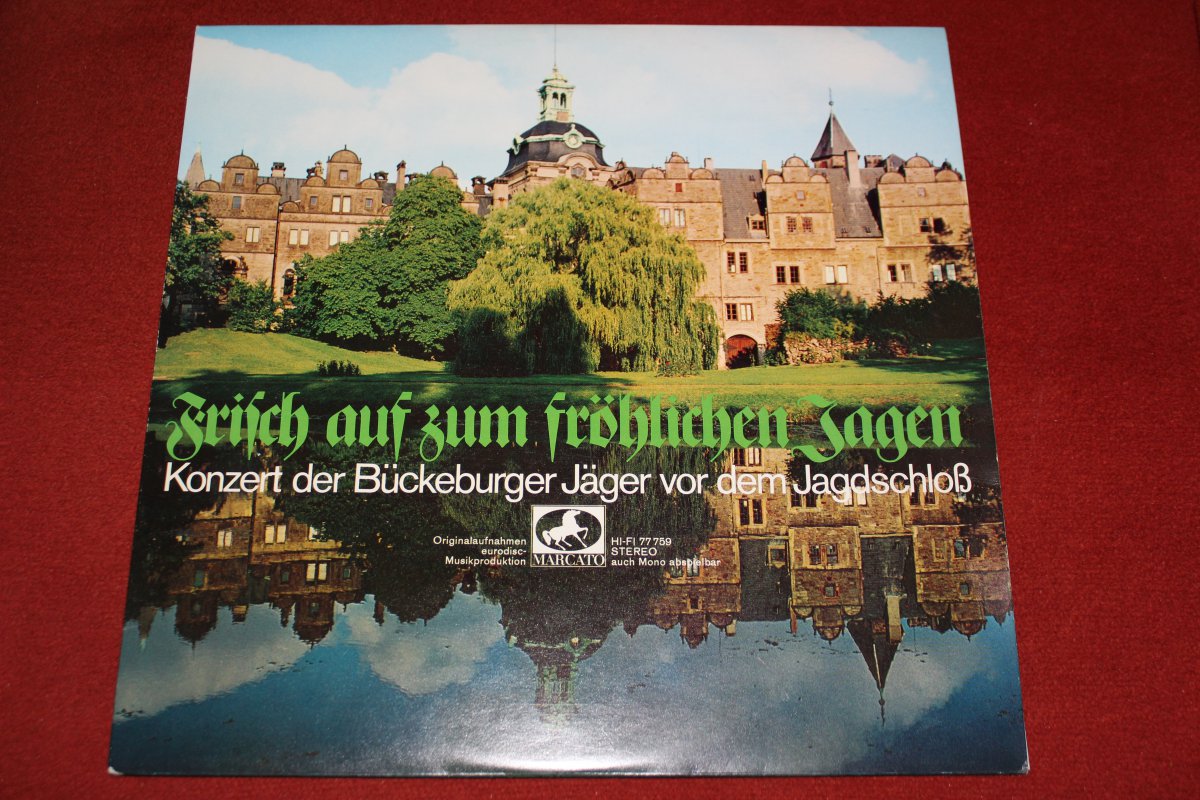 Frisch auf zum fröhlichen Jagen
Konzert der Bückeburger Jäger vor dem Jagdschloß
Originalaufnahmen
eurodisc-
Musikproduktion
MARCATO
HI-FI 77 759
STEREO
auch Mono abspielbar